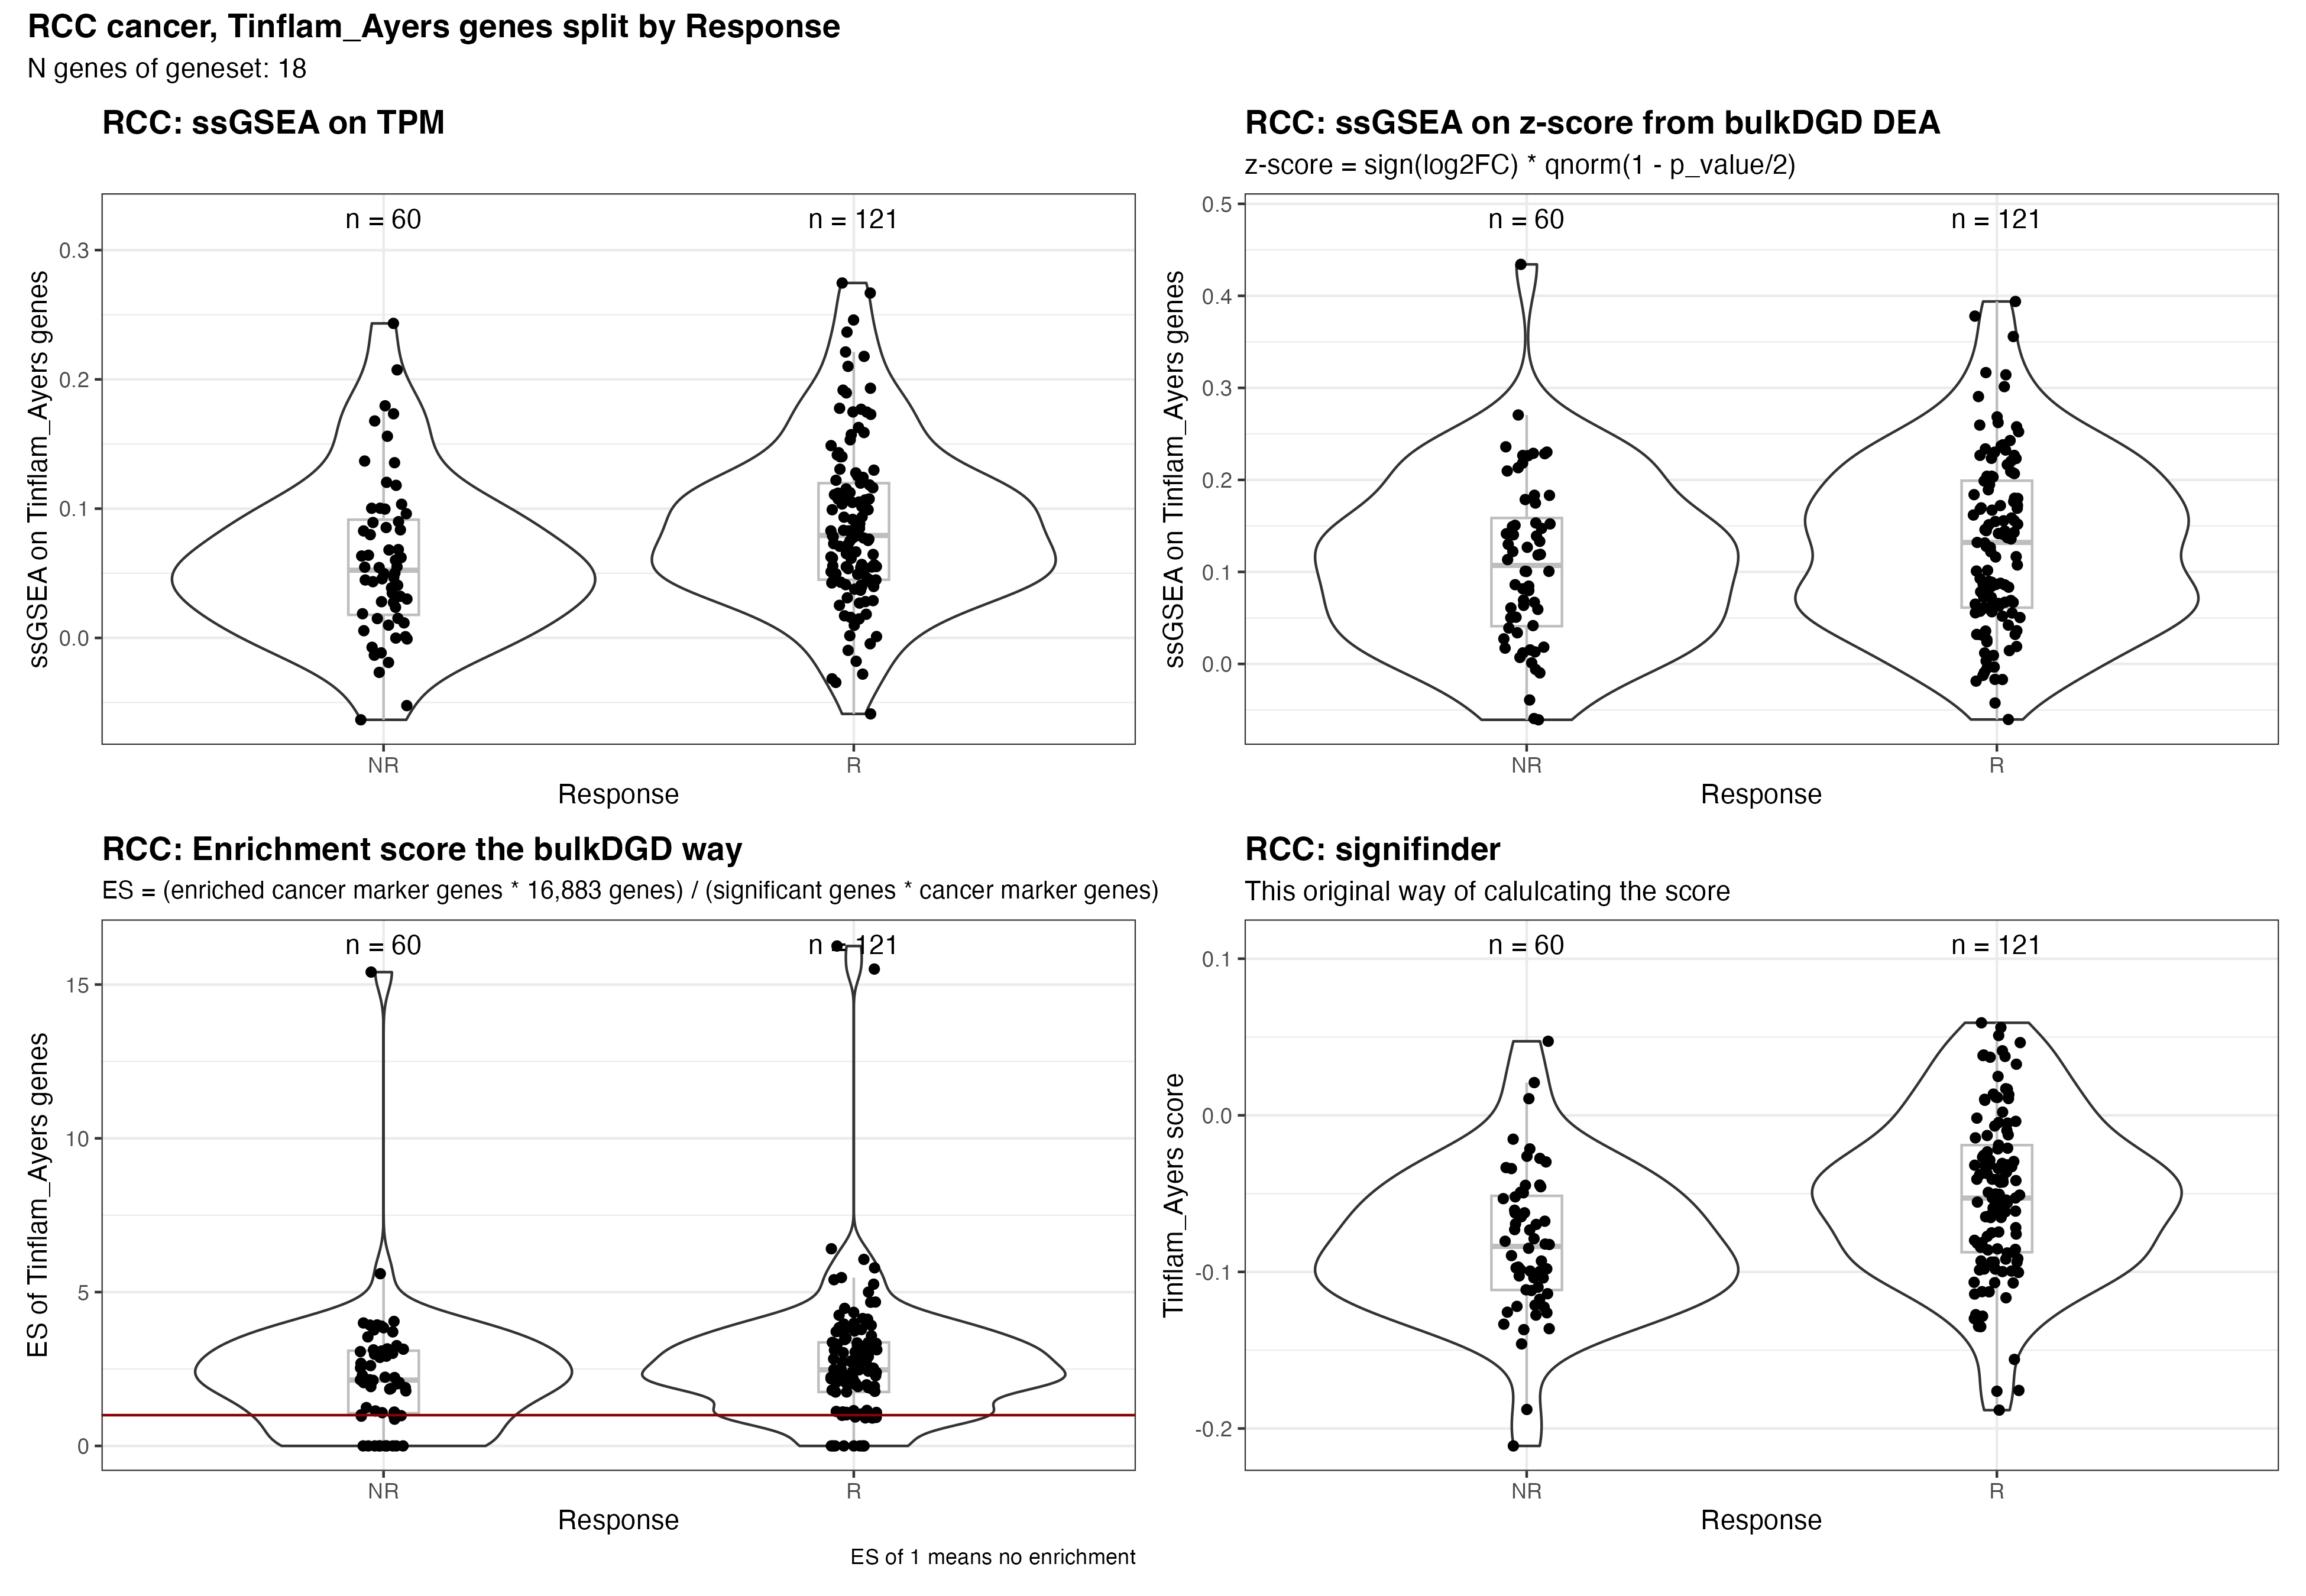 RCC cancer, Tinflam_Ayers genes split by Response
N genes of geneset: 18
RCC: ssGSEA on TPM
ssGSEA on Tinflam_Ayers genes
0.3
0.2
0.1
0.0
n = 60
n = 121
NR
R
Response
RCC: ssGSEA on z-score from bulkDGD DEA
z-score = sign(log2FC) * qnorm(1 - p_value/2)
ssGSEA on Tinflam_Ayers genes
0.5
0.4
0.3
0.2
0.1
0.0
n = 60
n = 121
NR
R
Response
RCC: Enrichment score the bulkDGD way
ES = (enriched cancer marker genes * 16,883 genes) / (significant genes * cancer marker genes)
ES of Tinflam_Ayers genes
15
10
5
0
n = 60
n = 121
NR
R
Response
ES of 1 means no enrichment
RCC: signifinder
This original way of calulcating the score
Tinflam_Ayers score
0.1
0.0
-0.1
-0.2
n = 60
n = 121
NR
R
Response